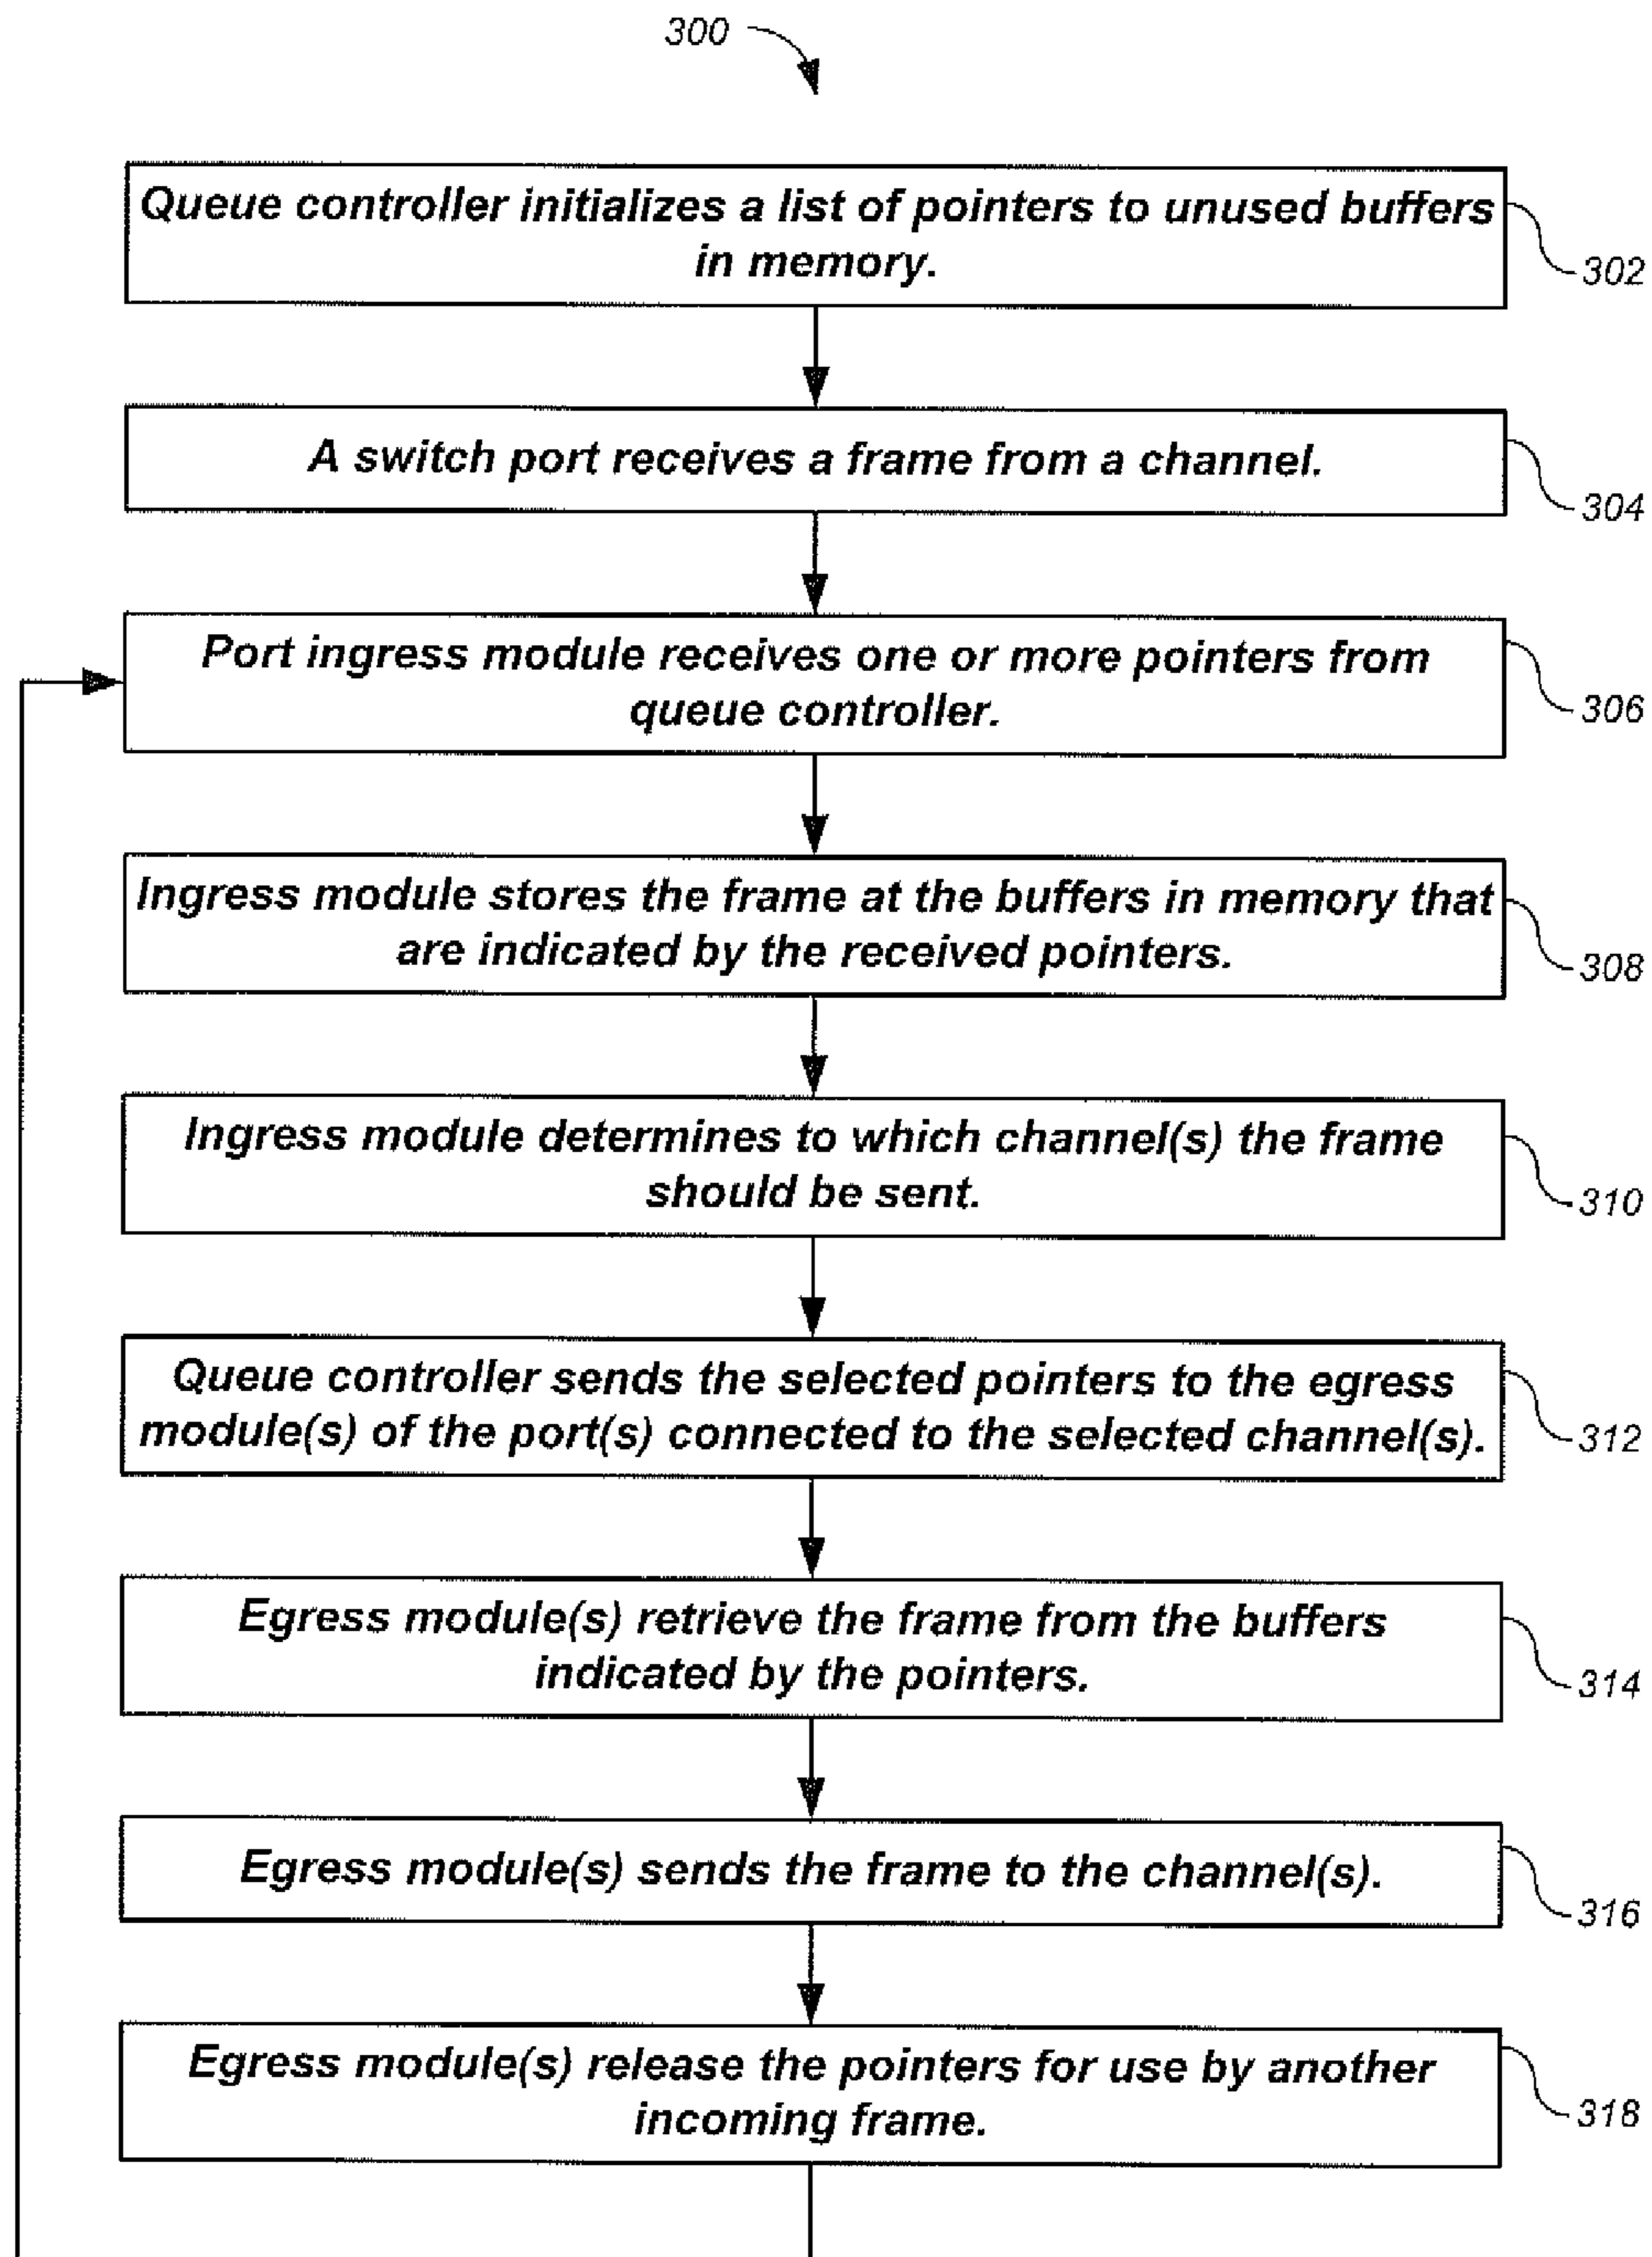 300
Queue controller initializes a list of pointers to unused buffers
in memory.
302
A switch port receives a frame from a channel.
304
Port ingress module receives one or more pointers from
queue controller.
306
Ingress module stores the frame at the buffers in memory that
are indicated by the received pointers.
308
Ingress module determines to which channel(s) the frame
should be sent.
310
Queue controller sends the selected pointers to the egress
module(s) of the port(s) connected to the selected channel(s).
312
Egress module(s) retrieve the frame from the buffers
indicated by the pointers.
314
Egress module(s) sends the frame to the channel(s).
316
Egress module(s) release the pointers for use by another
incoming frame.
318